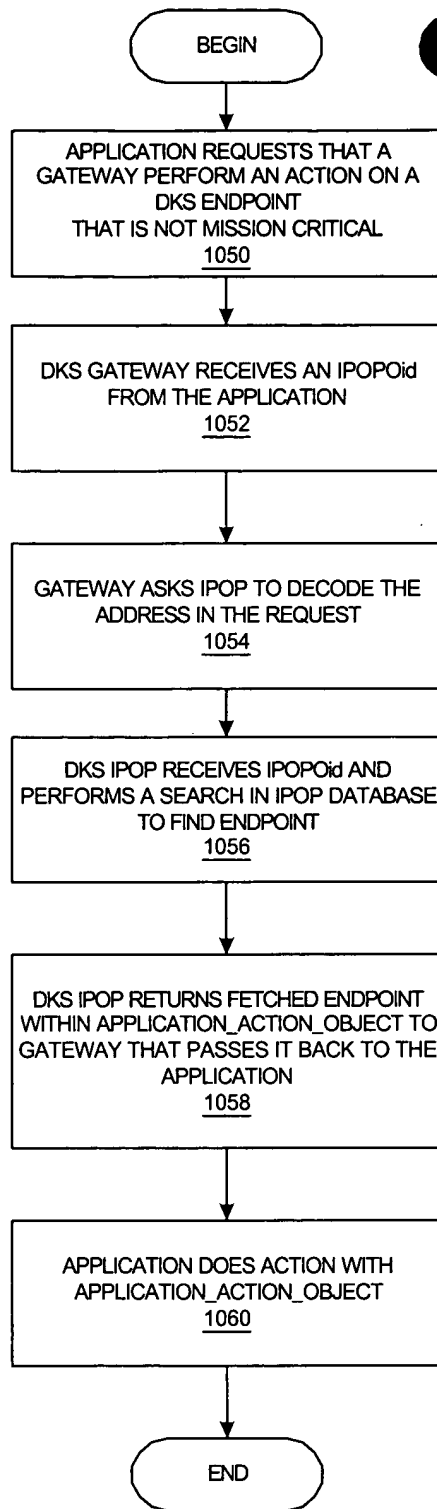 BEGIN
APPLICATION REQUESTS THAT A
GATEWAY PERFORM AN ACTION ON A
DKS ENDPOINT
THAT IS NOT MISSION CRITICAL
1050
DKS GATEWAY RECEIVES AN IPOPOid
FROM THE APPLICATION
1052
GATEWAY ASKS IPOP TO DECODE THE
ADDRESS IN THE REQUEST
1054
DKS IPOP RECEIVES IPOPOid AND
PERFORMS A SEARCH IN IPOP DATABASE
TO FIND ENDPOINT
1056
DKS IPOP RETURNS FETCHED ENDPOINT
WITHIN APPLICATION_ACTION_OBJECT TO
GATEWAY THAT PASSES IT BACK TO THE
APPLICATION
1058
APPLICATION DOES ACTION WITH
APPLICATION_ACTION_OBJECT
1060
END